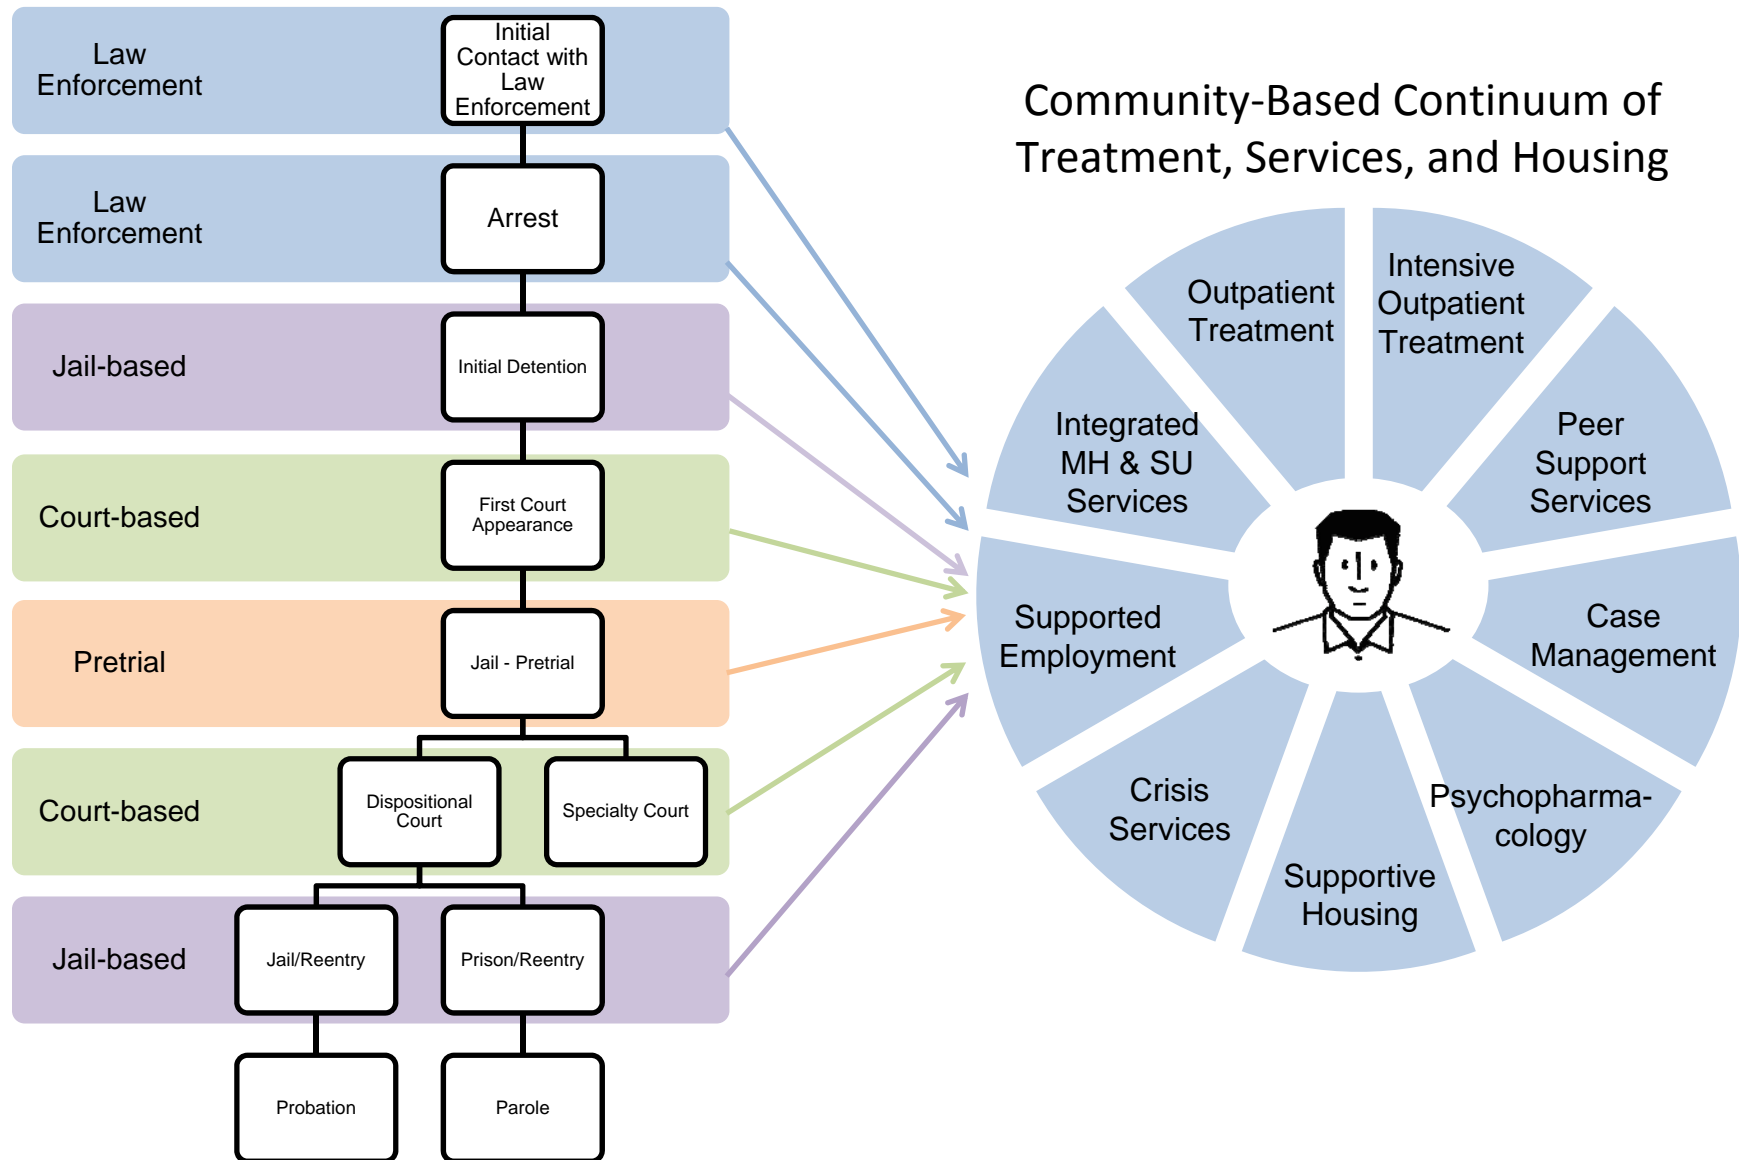 Law
Enforcement
Initial
Contact with
Law
Enforcement
Law
Enforcement
Arrest
Jail-based
Initial Detention
Court-based
First Court
Appearance
Pretrial
Jail - Pretrial
Court-based
Dispositional
Court
Specialty Court
Jail-based
Jail/Reentry
Prison/Reentry
Probation
Parole
Community-Based Continuum of
Treatment, Services, and Housing
Outpatient
Treatment
Intensive
Outpatient
Treatment
Integrated
MH & SU
Services
Peer
Support
Services
Supported
Employment
Case
Management
Crisis
Services
Psychopharma-
cology
Supportive
Housing